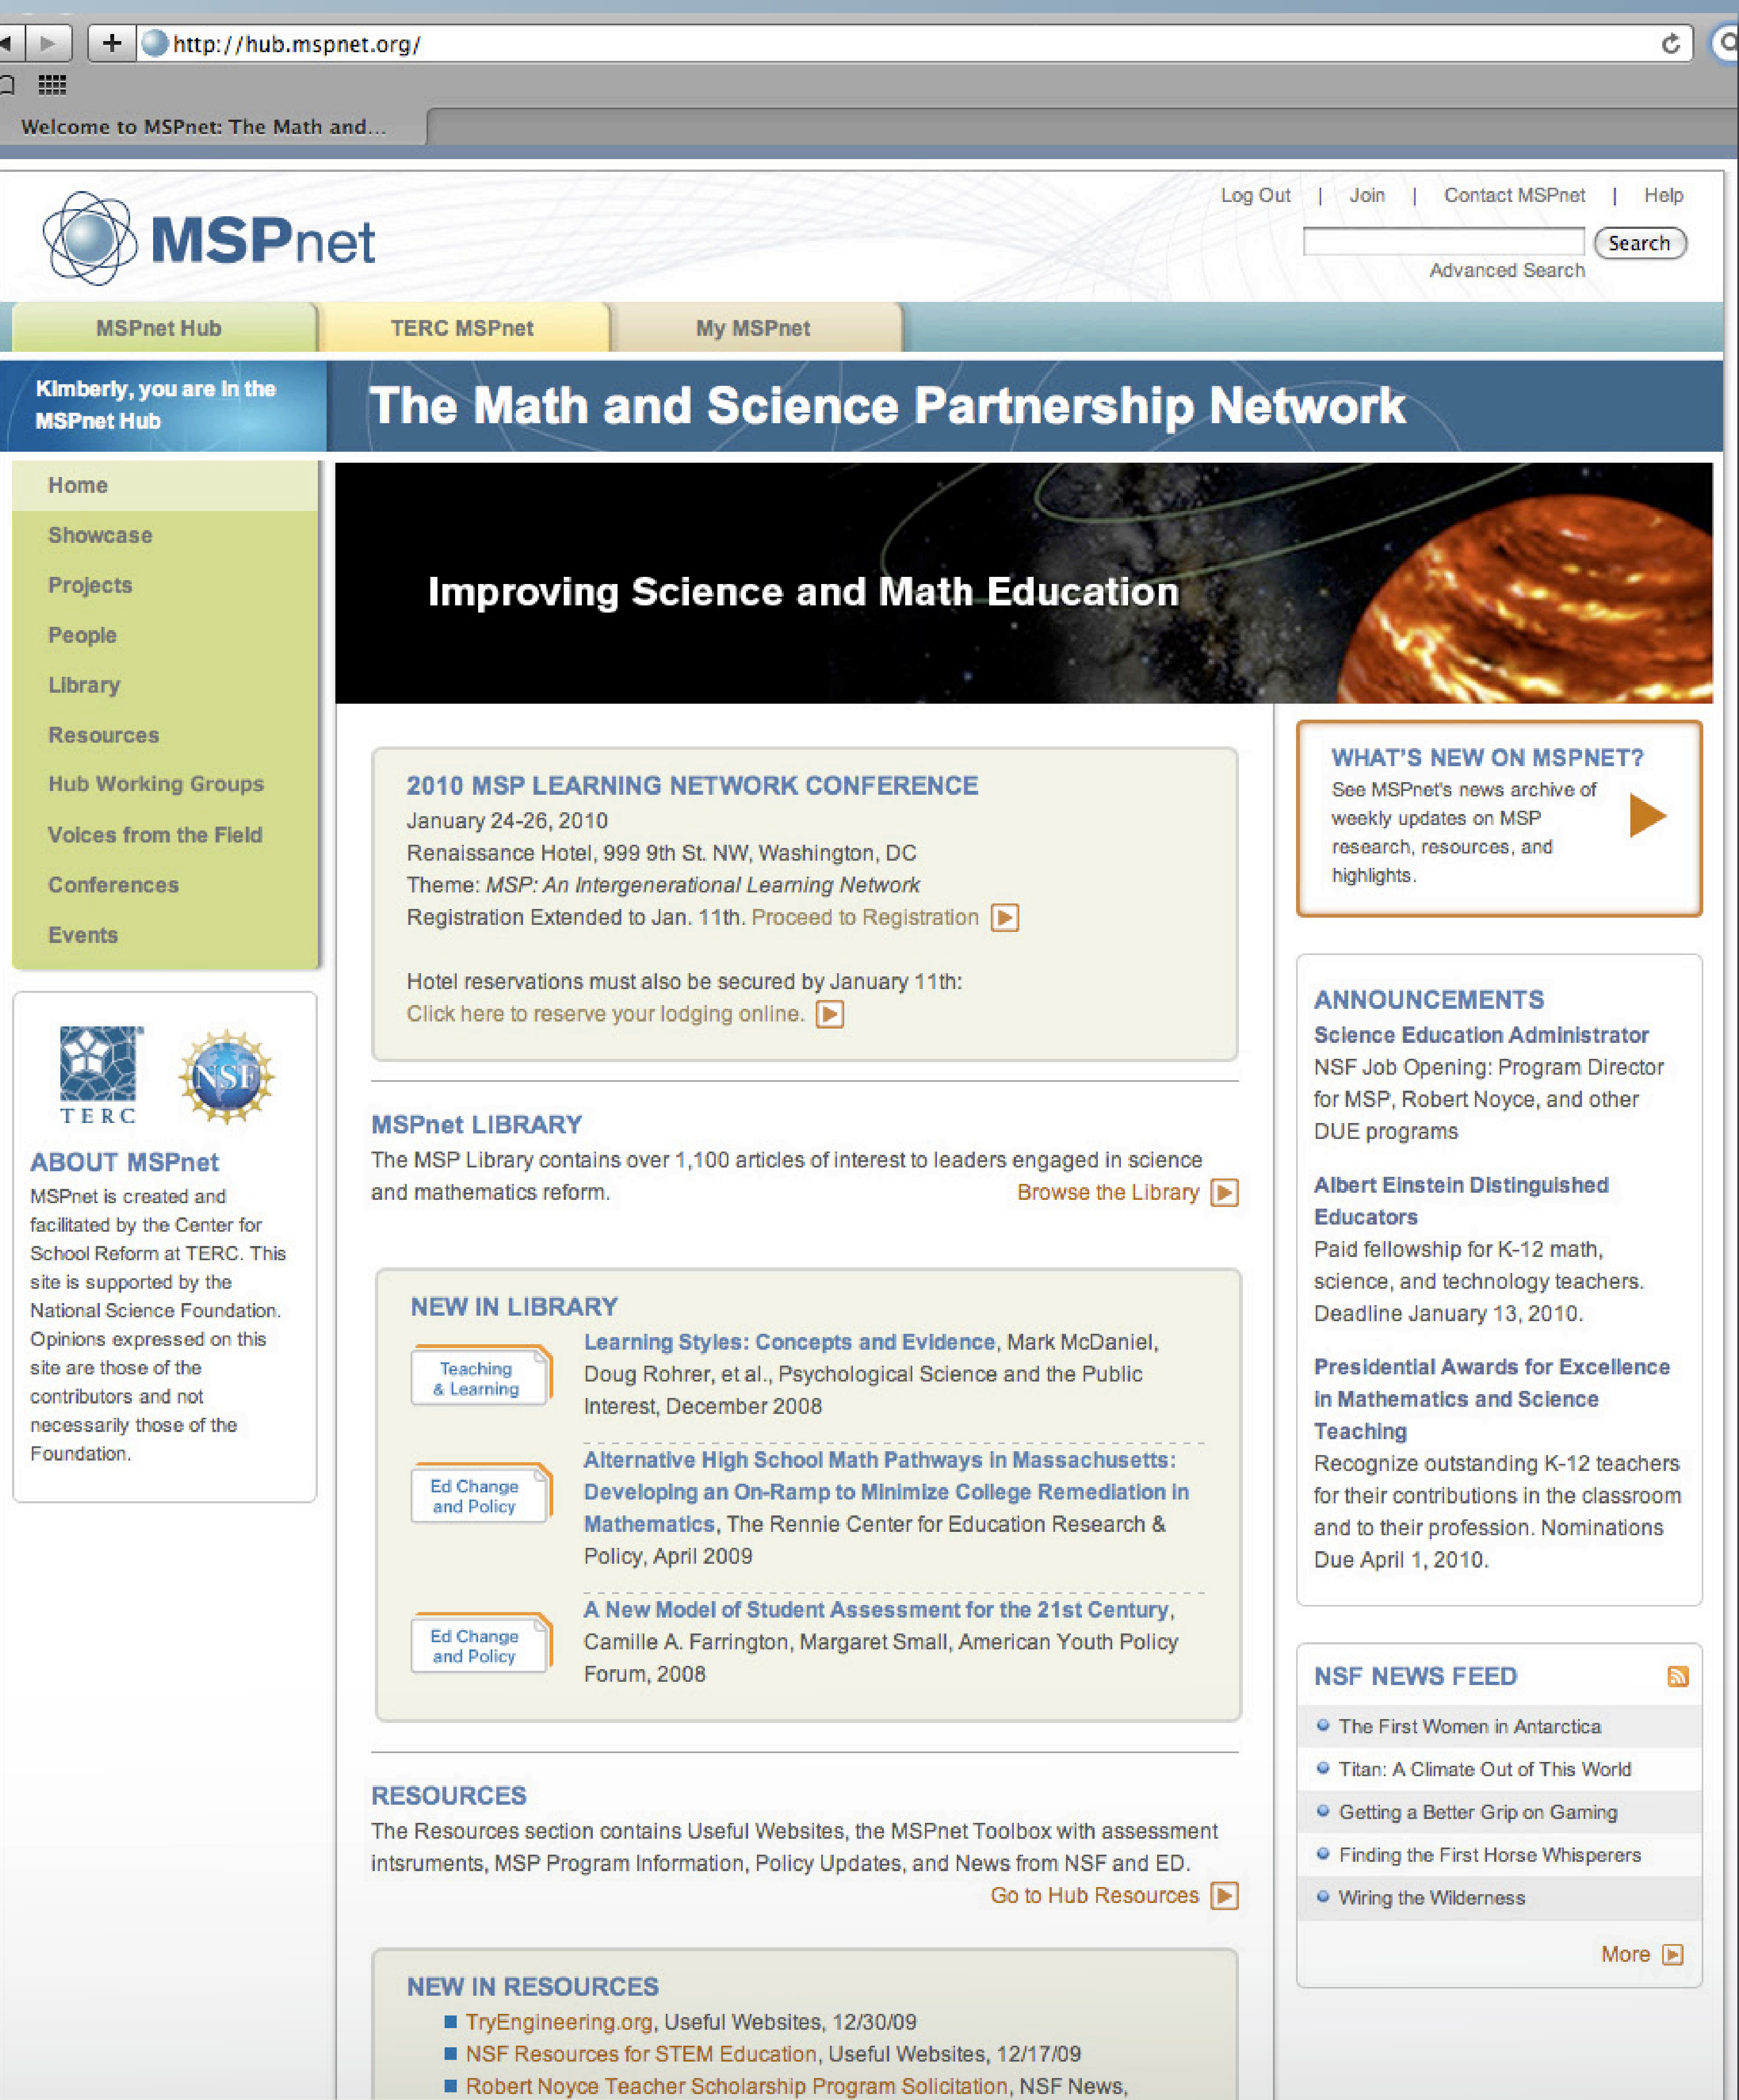 http://hub.mspnet.org/
Welcome to MSPnet: The Math and...
MSPnet
Log Out | Join | Contact MSPnet | Help
Search
Advanced Search
MSPnet Hub
TERC MSPnet
My MSPnet
Kimberly, you are in the
MSPnet Hub
The Math and Science Partnership Network
Home
Showcase
Projects
People
Library
Resources
Hub Working Groups
Voices from the Field
Conferences
Events
TERC
NSF
ABOUT MSPnet
MSPnet is created and
facilitated by the Center for
School Reform at TERC. This
site is supported by the
National Science Foundation.
Opinions expressed on this
site are those of the
contributors and not
necessarily those of the
Foundation.
Improving Science and Math Education
2010 MSP LEARNING NETWORK CONFERENCE
January 24-26, 2010
Renaissance Hotel, 999 9th St. NW, Washington, DC
Theme: MSP: An Intergenerational Learning Network
Registration Extended to Jan. 11th. Proceed to Registration
Hotel reservations must also be secured by January 11th:
Click here to reserve your lodging online.
MSPnet LIBRARY
The MSP Library contains over 1,100 articles of interest to leaders engaged in science
and mathematics reform.
Browse the Library
NEW IN LIBRARY
Teaching
& Learning
Learning Styles: Concepts and Evidence, Mark McDaniel,
Doug Rohrer, et al., Psychological Science and the Public
Interest, December 2008
Ed Change
and Policy
Alternative High School Math Pathways in Massachusetts:
Developing an On-Ramp to Minimize College Remediation in
Mathematics, The Rennie Center for Education Research &
Policy, April 2009
Ed Change
and Policy
A New Model of Student Assessment for the 21st Century,
Camille A. Farrington, Margaret Small, American Youth Policy
Forum, 2008
RESOURCES
The Resources section contains Useful Websites, the MSPnet Toolbox with assessment
intsruments, MSP Program Information, Policy Updates, and News from NSF and ED.
Go to Hub Resources
NEW IN RESOURCES
TryEngineering.org, Useful Websites, 12/30/09
NSF Resources for STEM Education, Useful Websites, 12/17/09
Robert Noyce Teacher Scholarship Program Solicitation, NSF News,
WHAT'S NEW ON MSPNET?
See MSPnet's news archive of
weekly updates on MSP
research, resources, and
highlights.
ANNOUNCEMENTS
Science Education Administrator
NSF Job Opening: Program Director
for MSP, Robert Noyce, and other
DUE programs
Albert Einstein Distinguished
Educators
Paid fellowship for K-12 math,
science, and technology teachers.
Deadline January 13, 2010.
Presidential Awards for Excellence
in Mathematics and Science
Teaching
Recognize outstanding K-12 teachers
for their contributions in the classroom
and to their profession. Nominations
Due April 1, 2010.
NSF NEWS FEED
The First Women in Antarctica
Titan: A Climate Out of This World
Getting a Better Grip on Gaming
Finding the First Horse Whisperers
Wiring the Wilderness
More